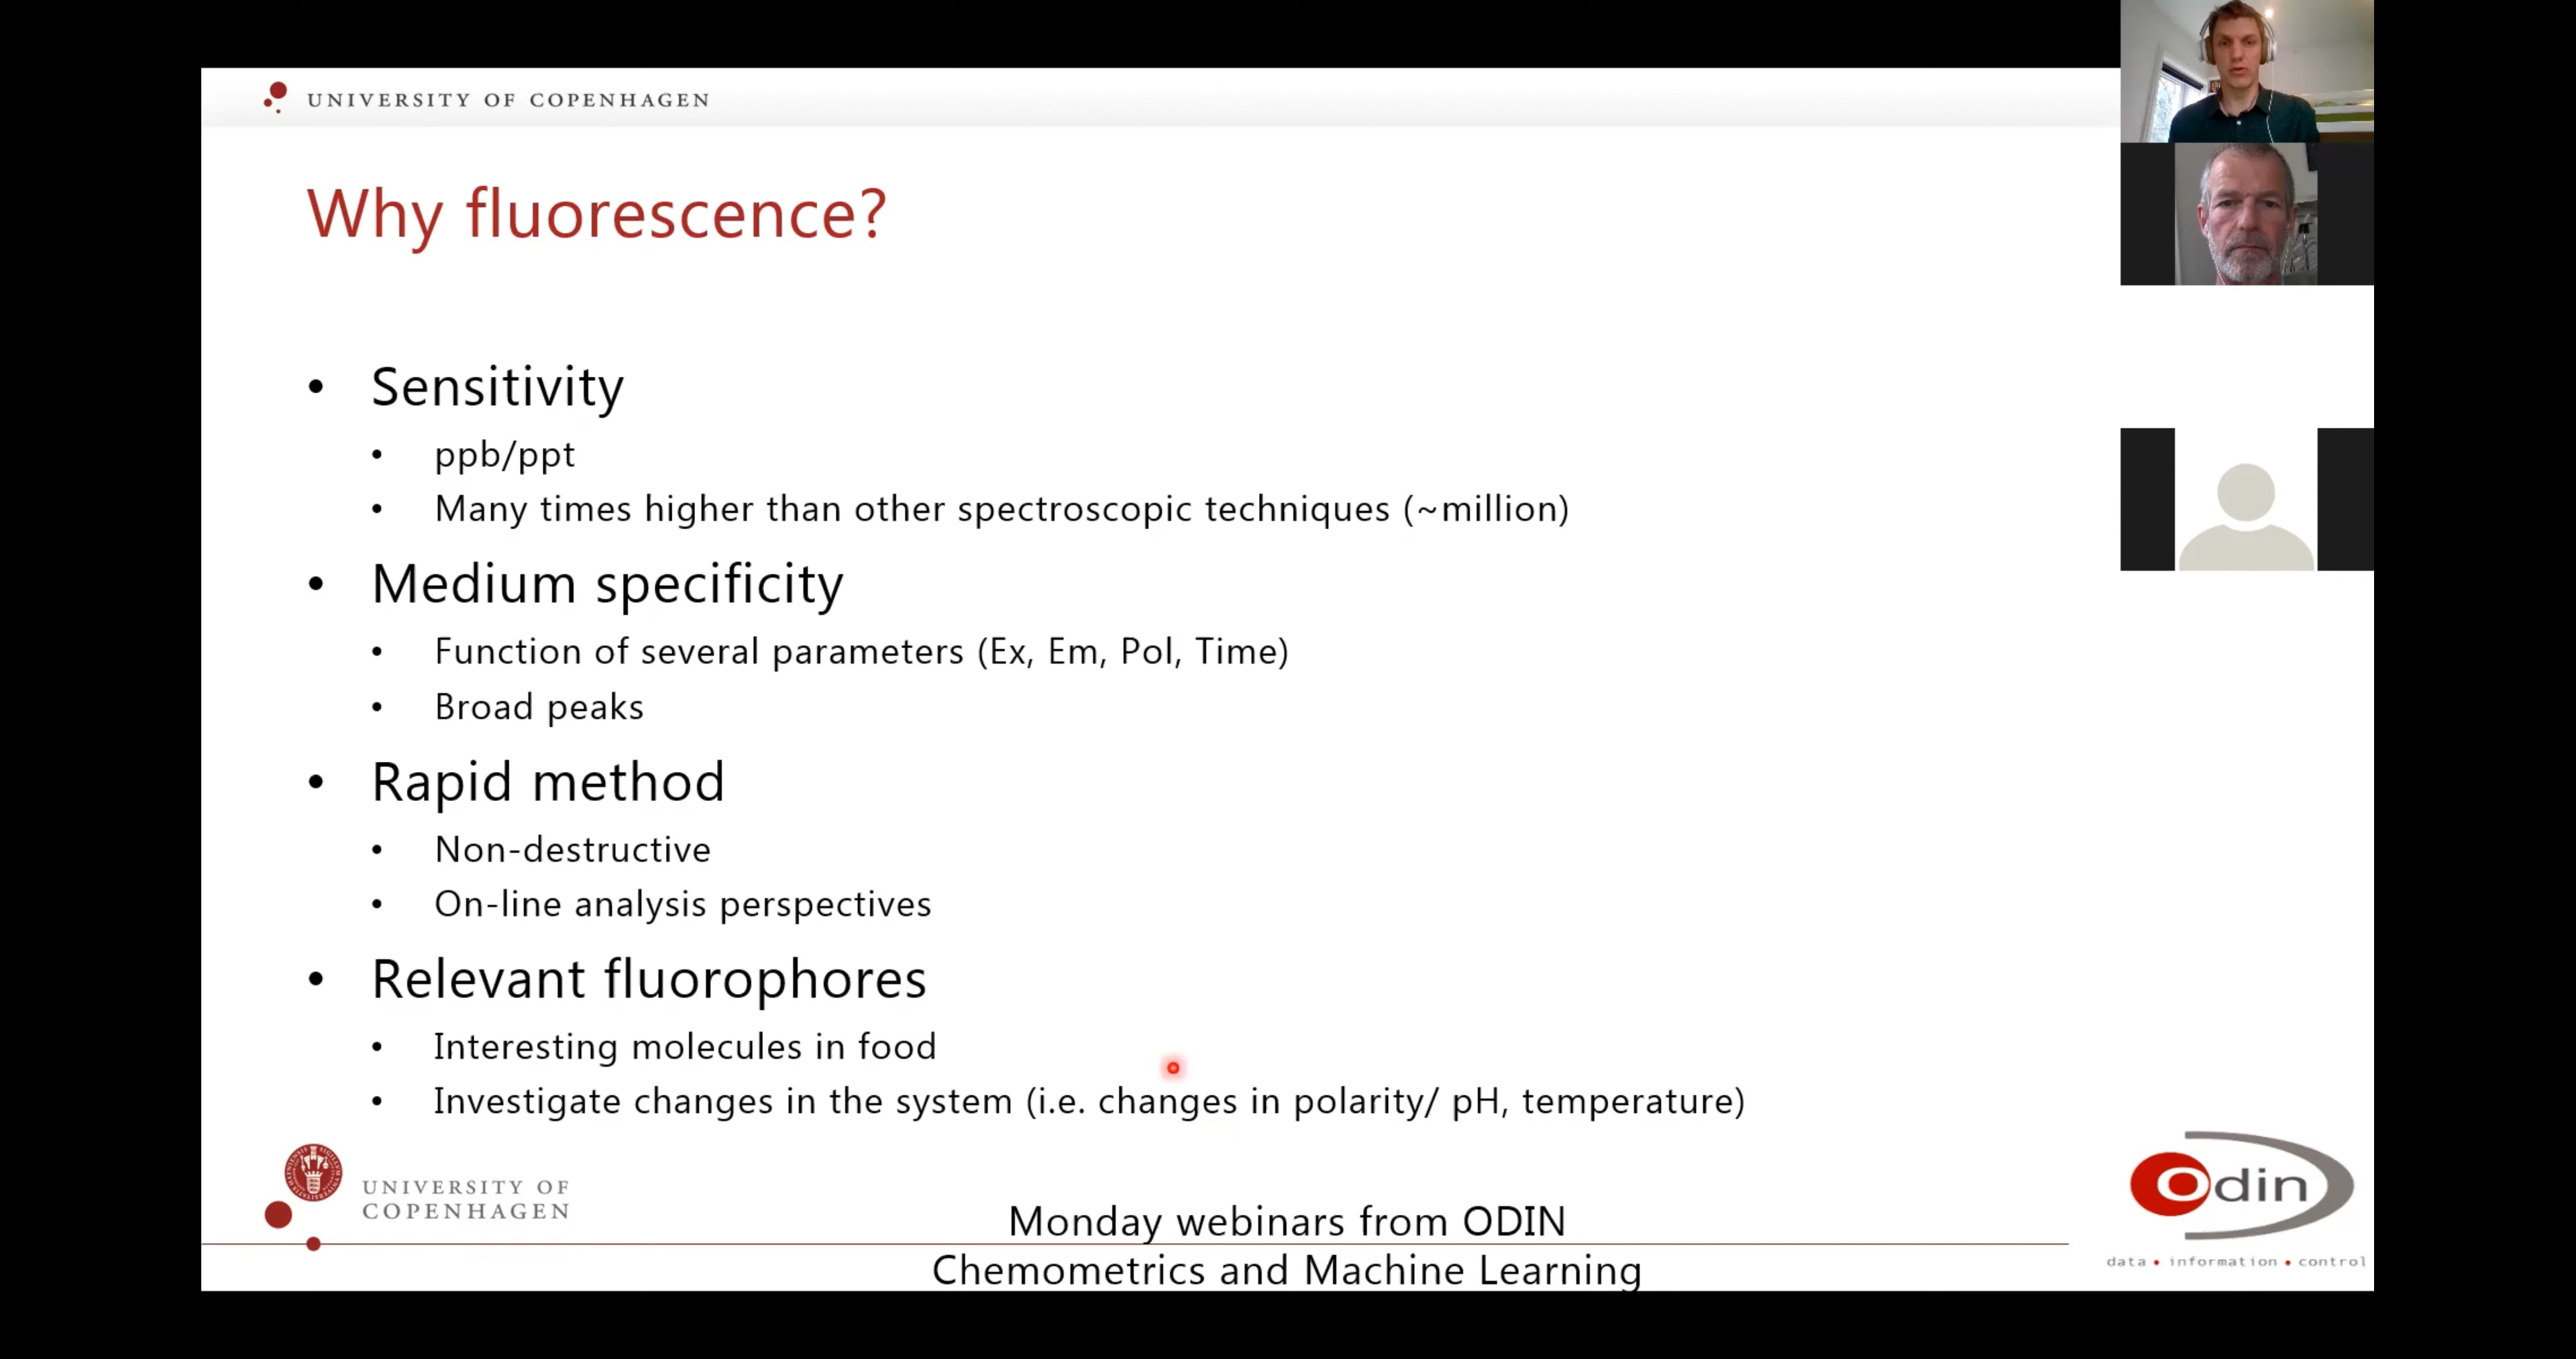 UNIVERSITY OF COPENHAGEN
Why fluorescence?
• Sensitivity
• ppb/ppt
• Many times higher than other spectroscopic techniques (~million)
• Medium specificity
• Function of several parameters (Ex, Em, Pol, Time)
• Broad peaks
• Rapid method
• Non-destructive
• On-line analysis perspectives
• Relevant fluorophores
• Interesting molecules in food
• Investigate changes in the system (i.e. changes in polarity/ pH, temperature)
UNIVERSITY OF
COPENHAGEN
Monday webinars from ODIN
Chemometrics and Machine Learning
Odin
data • information • control